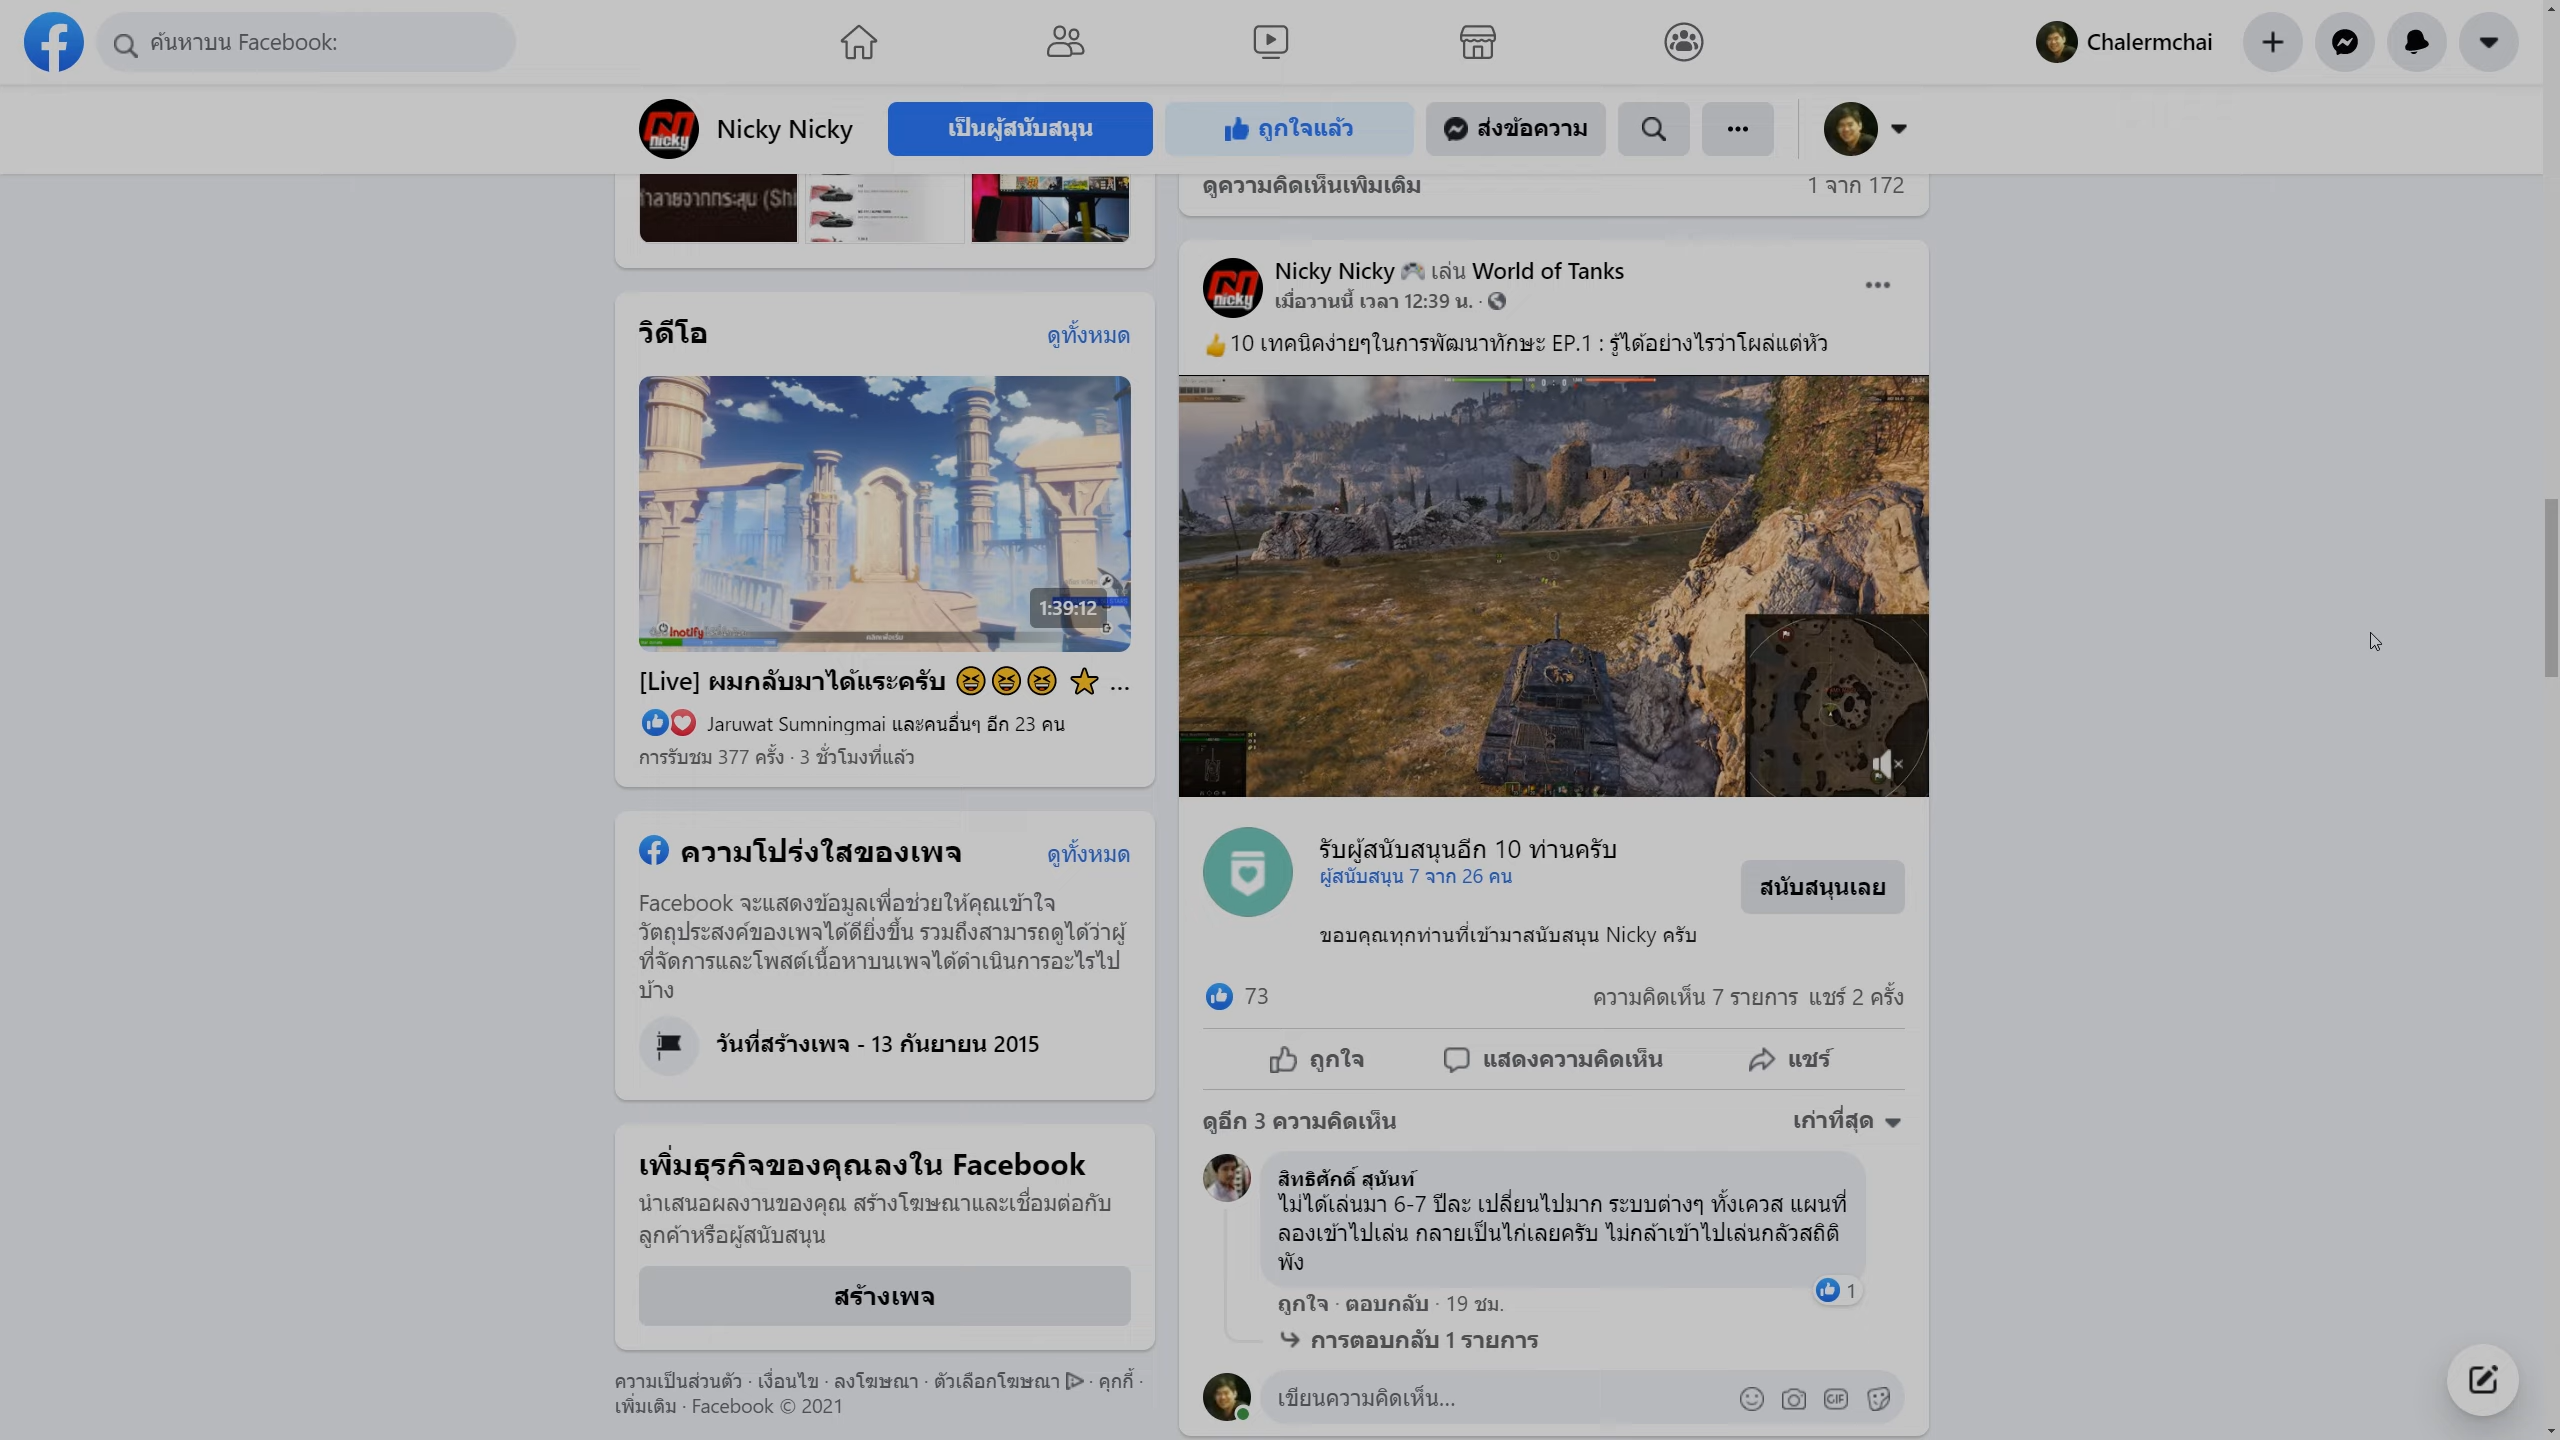 ค้นหาบน Facebook:
Chalermchai
nicky
Nicky Nicky
เป็นผู้สนับสนุน
ถูกใจแล้ว
ส่งข้อความ
ดูความคิดเห็นเพิ่มเติม
1 จาก 172
วิดีโอ
ดูทั้งหมด
1:39:12
[Live] ผมกลับมาได้แระครับ 😆😆😆 ⭐ ...
Jaruwat Sumningmai และคนอื่นๆ อีก 23 คน
การรับชม 377 ครั้ง · 3 ชั่วโมงที่แล้ว
ความโปร่งใสของเพจ
ดูทั้งหมด
Facebook จะแสดงข้อมูลเพื่อช่วยให้คุณเข้าใจ
วัตถุประสงค์ของเพจได้ดียิ่งขึ้น รวมถึงสามารถดูได้ว่าผู้
ที่จัดการและโพสต์เนื้อหาบนเพจได้ดำเนินการอะไรไป
บ้าง
วันที่สร้างเพจ - 13 กันยายน 2015
เพิ่มธุรกิจของคุณลงใน Facebook
นำเสนอผลงานของคุณ สร้างโฆษณาและเชื่อมต่อกับ
ลูกค้าหรือผู้สนับสนุน
สร้างเพจ
ความเป็นส่วนตัว · เงื่อนไข · ลงโฆษณา · ตัวเลือกโฆษณา · คุกกี้ ·
เพิ่มเติม · Facebook © 2021
nicky
Nicky Nicky 🎮 เล่น World of Tanks
เมื่อวานนี้ เวลา 12:39 น. ·
👍10 เทคนิคง่ายๆในการพัฒนาทักษะ EP.1 : รู้ได้อย่างไรว่าโผล่แต่หัว
รับผู้สนับสนุนอีก 10 ท่านครับ
ผู้สนับสนุน 7 จาก 26 คน
สนับสนุนเลย
ขอบคุณทุกท่านที่เข้ามาสนับสนุน Nicky ครับ
73
ความคิดเห็น 7 รายการ แชร์ 2 ครั้ง
ถูกใจ
แสดงความคิดเห็น
แชร์
ดูอีก 3 ความคิดเห็น
เก่าที่สุด
สิทธิศักดิ์ สุนันท์
ไม่ได้เล่นมา 6-7 ปีละ เปลี่ยนไปมาก ระบบต่างๆ ทั้งเควส แผนที่
ลองเข้าไปเล่น กลายเป็นไก่เลยครับ ไม่กล้าเข้าไปเล่นกลัวสถิติ
พัง
1
ถูกใจ · ตอบกลับ · 19 ชม.
การตอบกลับ 1 รายการ
เขียนความคิดเห็น...
GIF